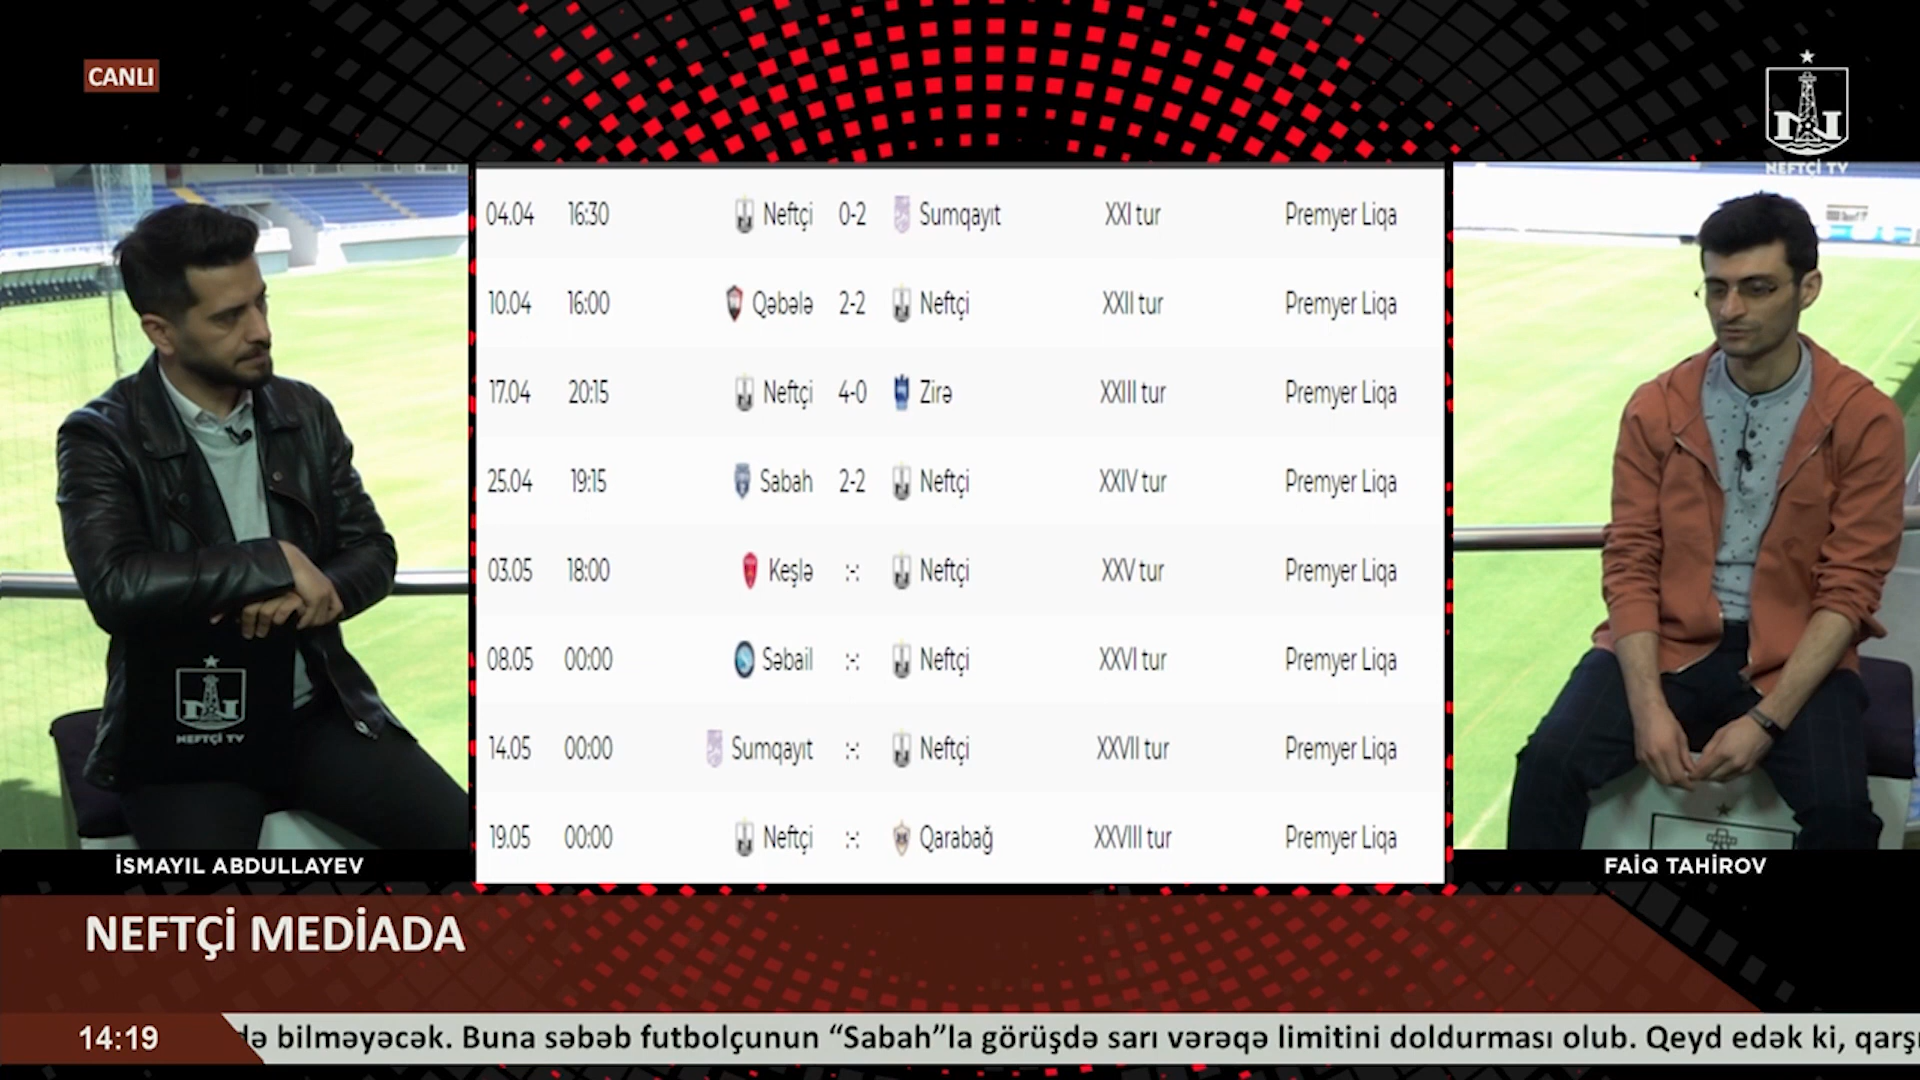 CANLI
NEFTÇİ TV
04.04 16:30 Neftçi 0-2 Sumqayıt XXI tur Premyer Liqa
10.04 16:00 Qəbələ 2-2 Neftçi XXII tur Premyer Liqa
17.04 20:15 Neftçi 4-0 Zirə XXIII tur Premyer Liqa
25.04 19:15 Sabah 2-2 Neftçi XXIV tur Premyer Liqa
03.05 18:00 Keşlə -:- Neftçi XXV tur Premyer Liqa
08.05 00:00 Səbail -:- Neftçi XXVI tur Premyer Liqa
14.05 00:00 Sumqayıt -:- Neftçi XXVII tur Premyer Liqa
19.05 00:00 Neftçi -:- Qarabağ XXVIII tur Premyer Liqa
NEFTÇİ TV
İSMAYIL ABDULLAYEV
FAİQ TAHİROV
NEFTÇİ MEDİADA
14:19 də bilməyəcək. Buna səbəb futbolçunun “Sabah”la görüşdə sarı vərəqə limitini doldurması olub. Qeyd edək ki, qarşı